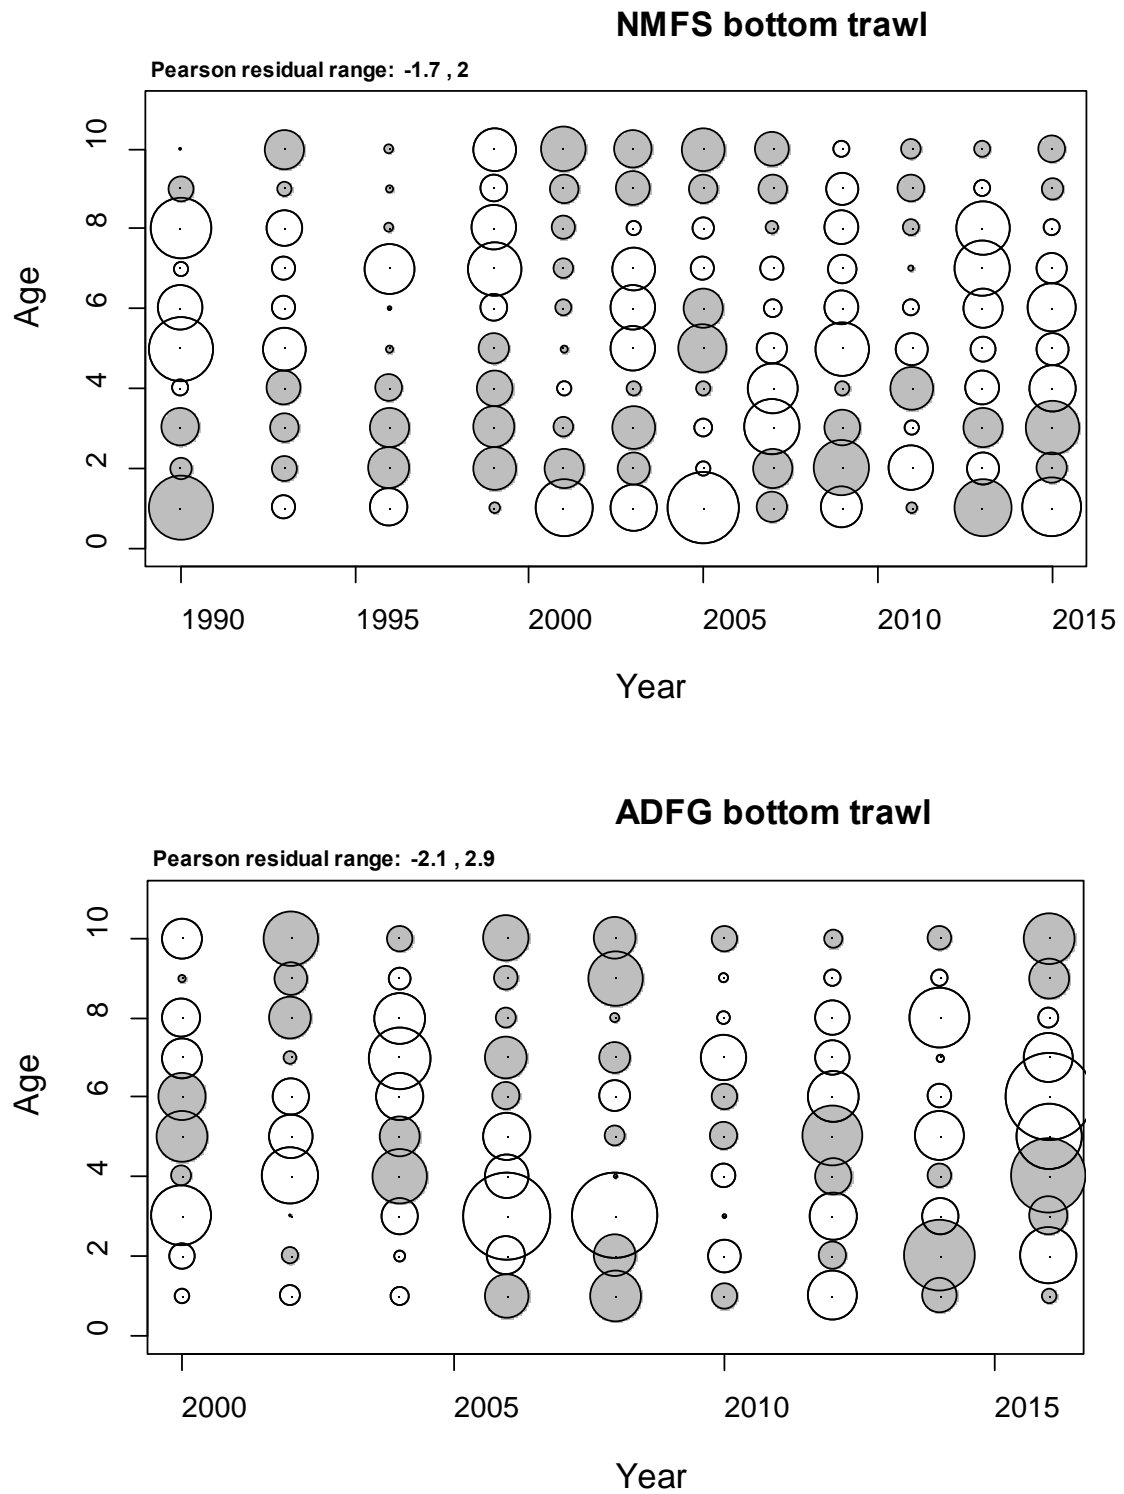 NMFS bottom trawl
Pearson residual range: -1.7 , 2
10
8
6
4
2
0
Age
1990 1995 2000 2005 2010 2015
Year
ADFG bottom trawl
Pearson residual range: -2.1 , 2.9
10
8
6
4
2
0
Age
2000 2005 2010 2015
Year